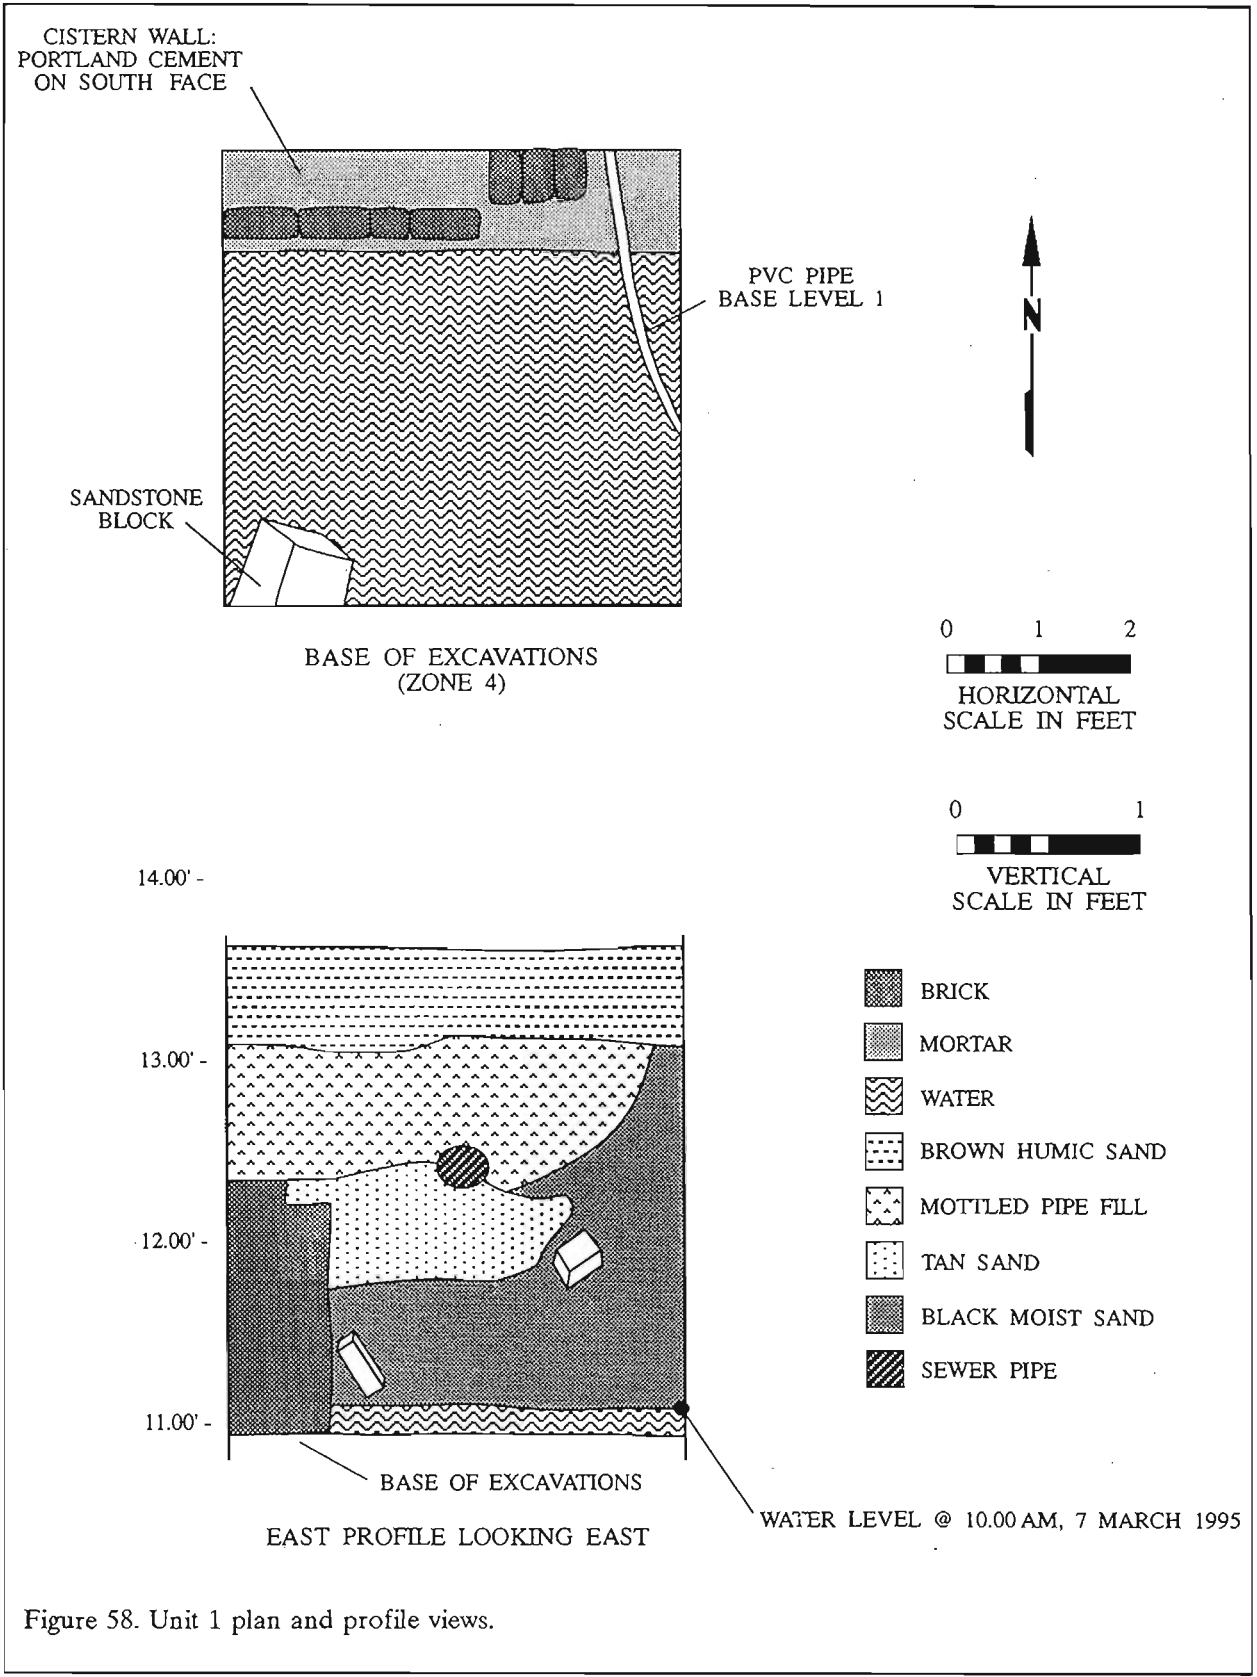 CISTERN WALL:
PORTLAND CEMENT
ON SOUTH FACE
PVC PIPE
BASE LEVEL 1
N
SANDSTONE
BLOCK
BASE OF EXCAVATIONS
(ZONE 4)
0 1 2
HORIZONTAL
SCALE IN FEET
0 1
VERTICAL
SCALE IN FEET
14.00' -
13.00' -
12.00' -
11.00' -
BRICK
MORTAR
WATER
BROWN HUMIC SAND
MOTTLED PIPE FILL
TAN SAND
BLACK MOIST SAND
SEWER PIPE
BASE OF EXCAVATIONS
WATER LEVEL @ 10.00 AM, 7 MARCH 1995
EAST PROFILE LOOKING EAST
Figure 58. Unit 1 plan and profile views.